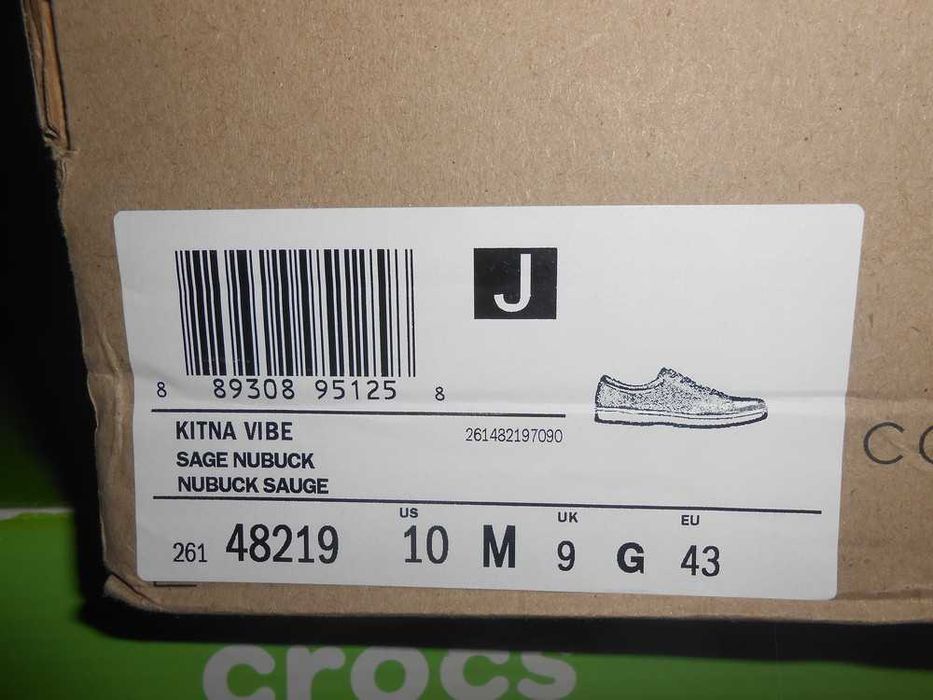 J
8 89308 95125 8
KITNA VIBE 261482197090
SAGE NUBUCK
NUBUCK SAUGE
US UK EU
261 48219 10 M 9 G 43
crocs